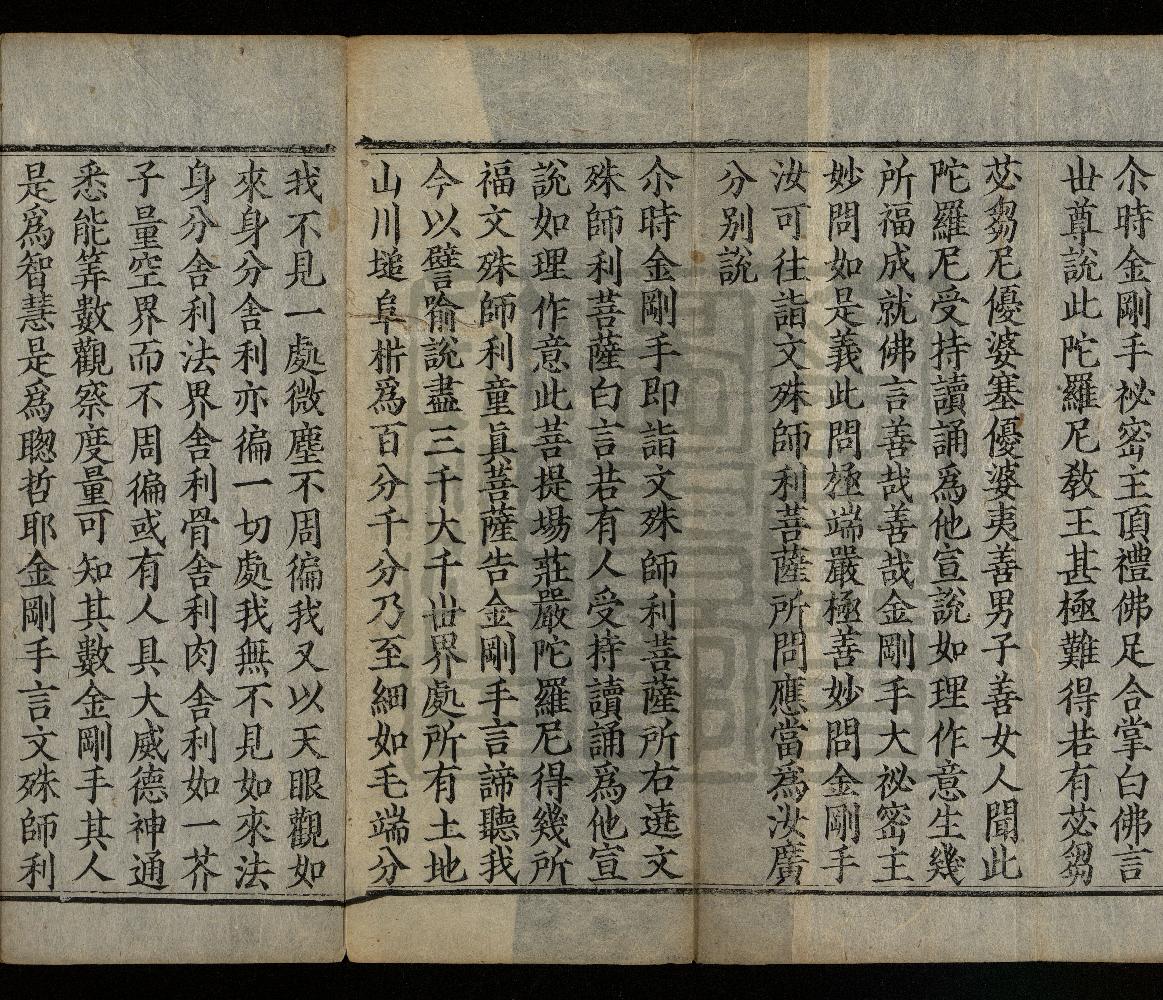 尒時金剛手祕密主頂禮佛足合掌白佛言
世尊說此陀羅尼教王甚極難得若有苾芻
苾芻尼優婆塞優婆夷善男子善女人聞此
陀羅尼受持讀誦為他宣說如理作意生幾
所福成就佛言善哉善哉金剛手大祕密主
妙問如是義此問極端嚴極善妙問金剛手
汝可往詣文殊師利菩薩所問應當為汝廣
分別說
尒時金剛手即詣文殊師利菩薩所右遶文
殊師利菩薩白言若有人受持讀誦為他宣
說如理作意此菩提場莊嚴陀羅尼得幾所
福文殊師利童真菩薩告金剛手言諦聽我
今以譬喻說盡三千大千世界處所有土地
山川塠阜枿為百分千分乃至細如毛端分
我不見一處微塵不周徧我又以天眼觀如
來身分舍利亦徧一切處我無不見如來法
身分舍利法界舍利骨舍利肉舍利如一芥
子量空界而不周徧或有人具大威德神通
悉能筭數觀察度量可知其數金剛手其人
是為智慧是為聰哲耶金剛手言文殊師利